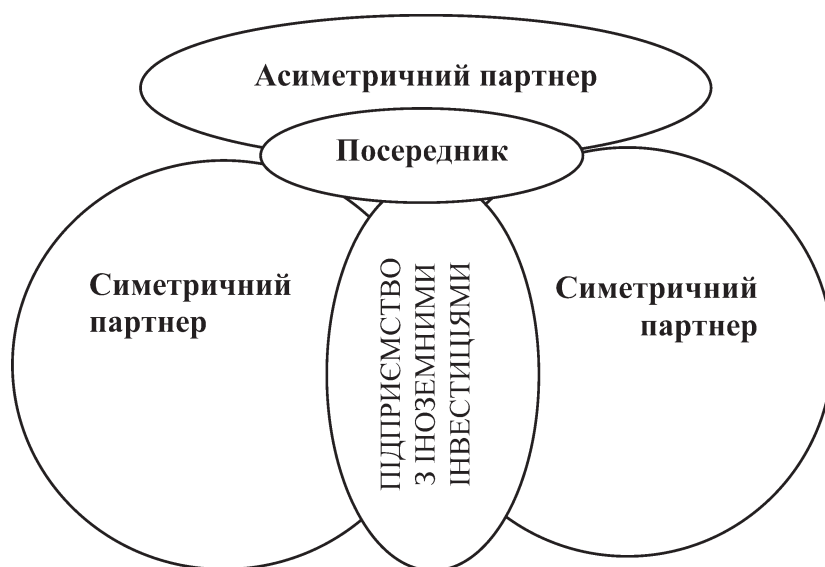 Асиметричний партнер
Посередник
Симетричний
партнер
ПІДПРИЄМСТВО
З ІНОЗЕМНИМИ
ІНВЕСТИЦІЯМИ
Симетричний
партнер